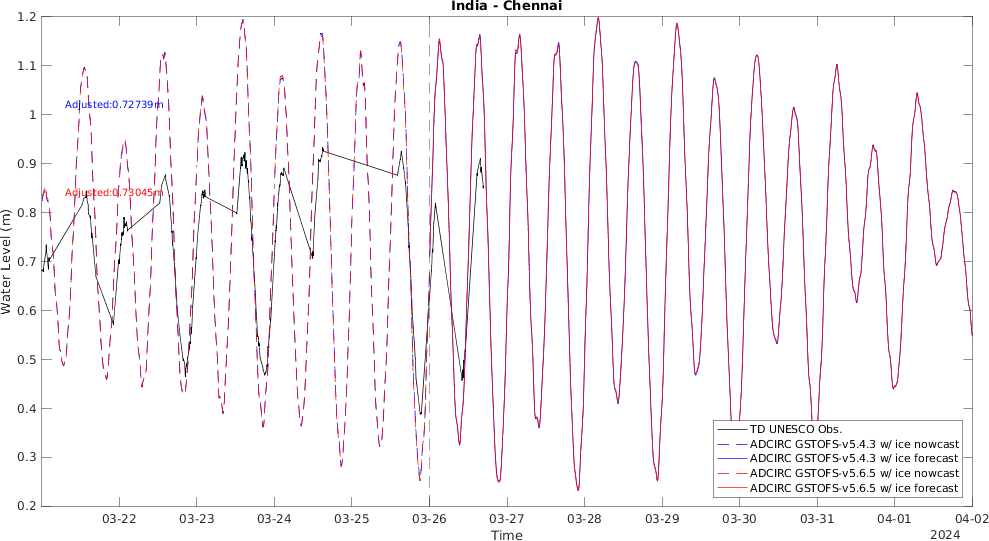 India - Chennai
1.2
1.1
1
0.9
0.8
0.7
0.6
0.5
0.4
0.3
0.2
Water Level (m)
Adjusted:0.72739m
Adjusted:0.73045m
TD UNESCO Obs.
ADCIRC GSTOFS-v5.4.3 w/ ice nowcast
ADCIRC GSTOFS-v5.4.3 w/ ice forecast
ADCIRC GSTOFS-v5.6.5 w/ ice nowcast
ADCIRC GSTOFS-v5.6.5 w/ ice forecast
03-22 03-23 03-24 03-25 03-26 03-27 03-28 03-29 03-30 03-31 04-01 04-02
Time
2024